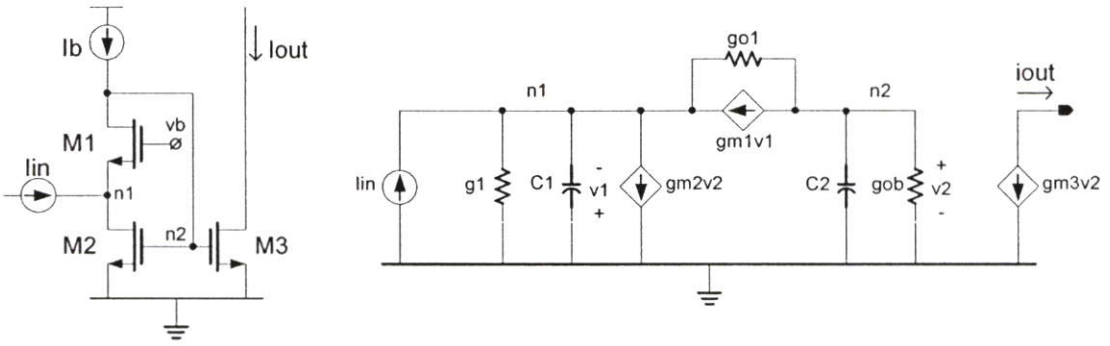 Ib
Iout
M1
vb
Iin
n1
M2
n2
M3
go1
n1
n2
iout
gm1v1
Iin
g1
C1
-
v1
+
gm2v2
C2
gob
+
v2
-
gm3v2